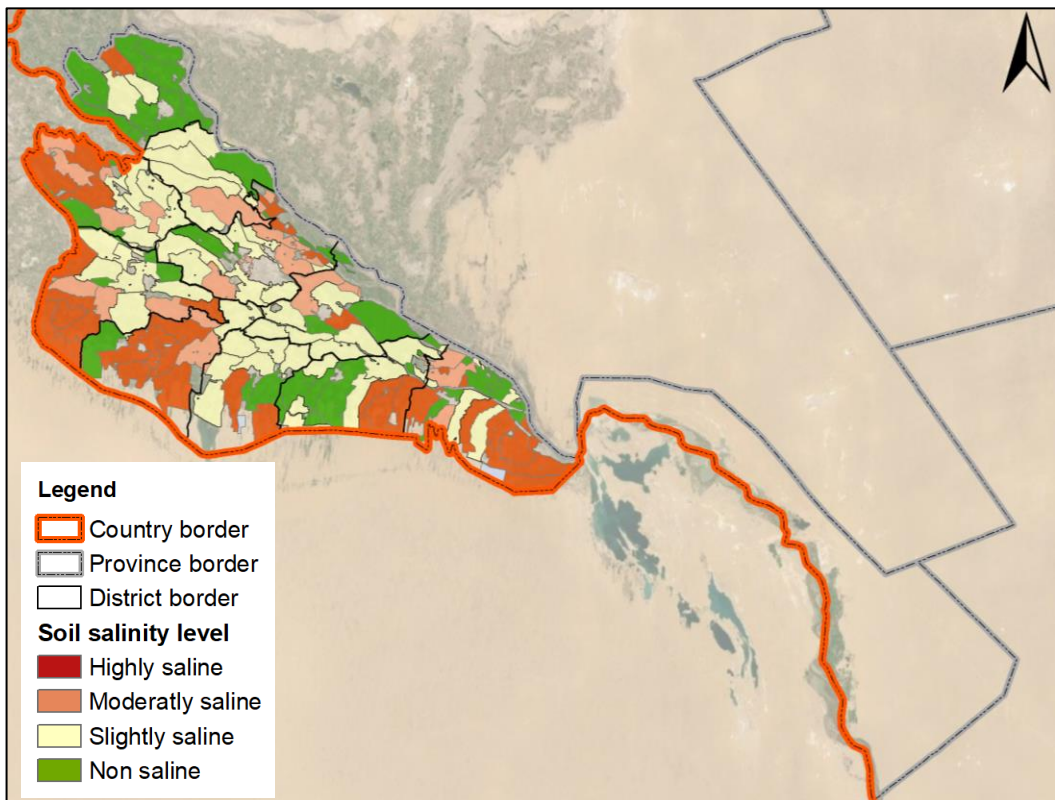 Legend
Country border
Province border
District border
Soil salinity level
Highly saline
Moderatly saline
Slightly saline
Non saline